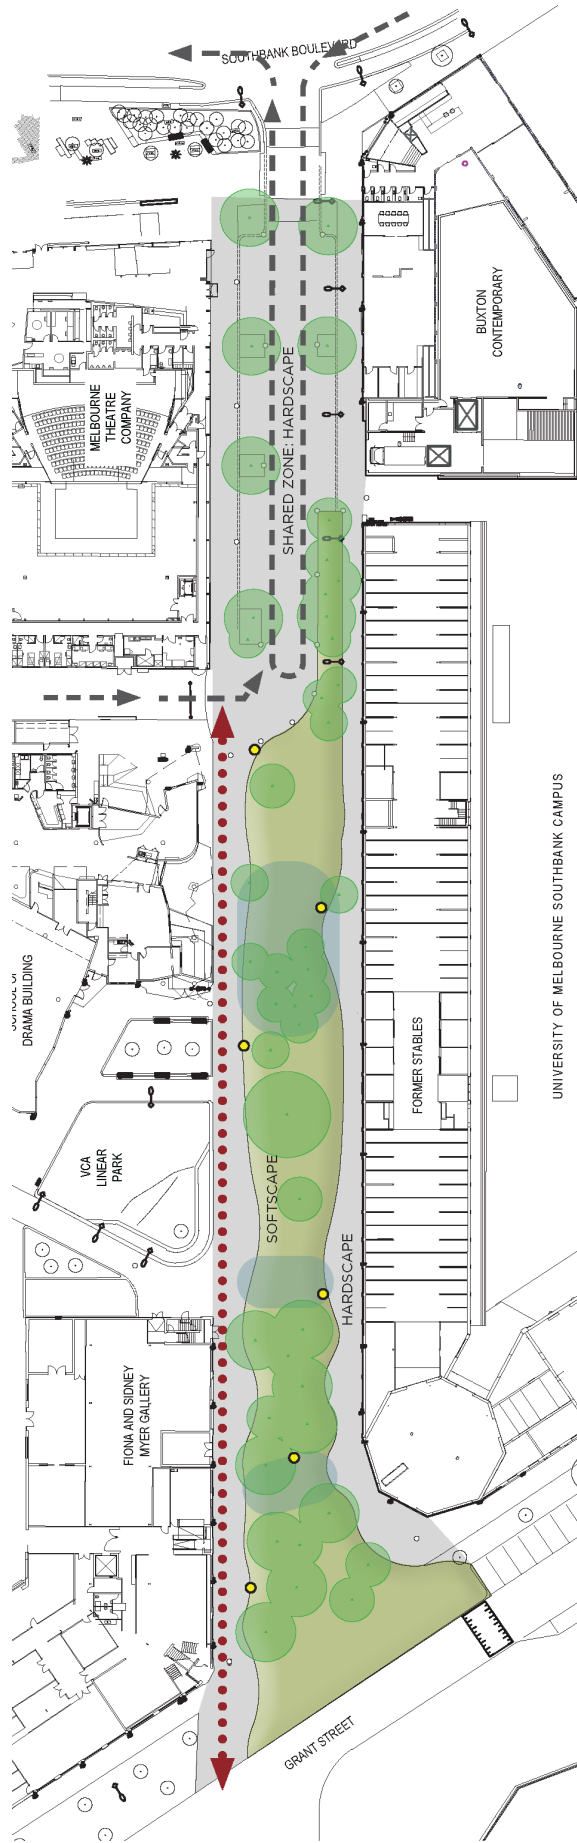 SOUTHBANK BOULEVARD
BUXTON
CONTEMPORARY
MELBOURNE
THEATRE
COMPANY
SHARED ZONE: HARDSCAPE
UNIVERSITY OF MELBOURNE SOUTHBANK CAMPUS
DRAMA BUILDING
FORMER STABLES
VCA
LINEAR
PARK
SOFTSCAPE
HARDSCAPE
FIONA AND SIDNEY
MYER GALLERY
GRANT STREET